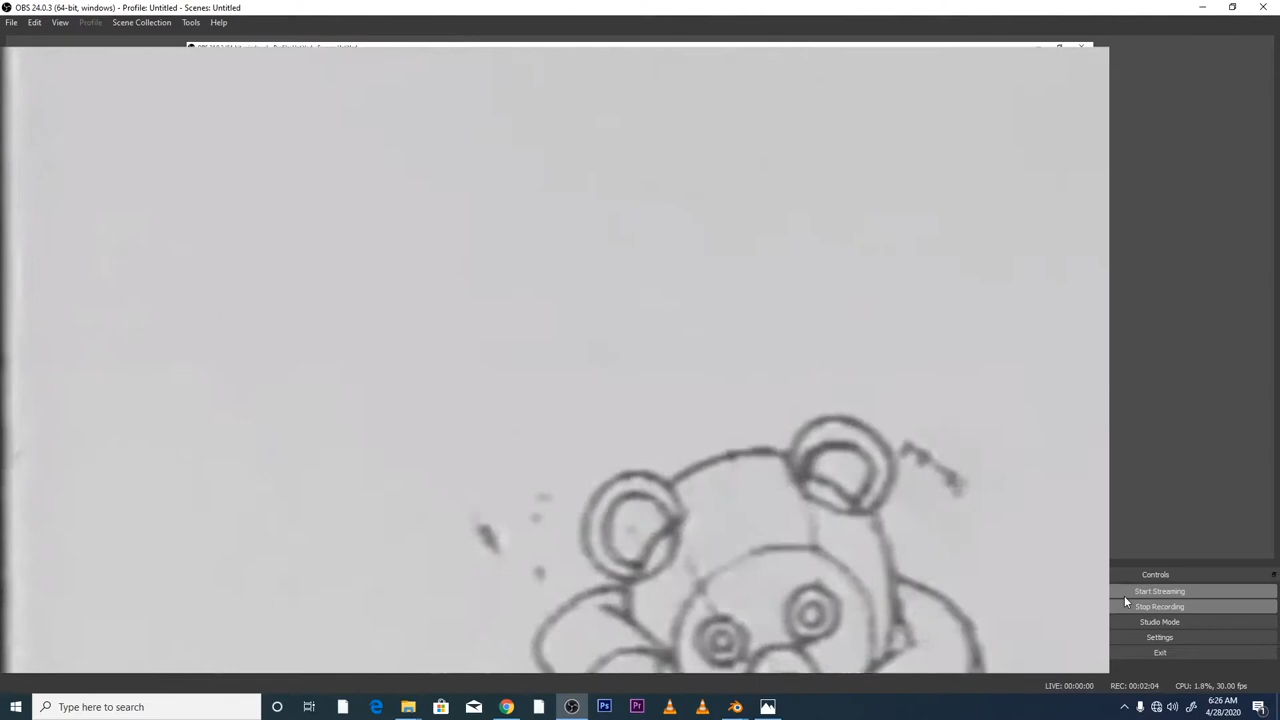 OBS 24.0.3 (64-bit, windows) - Profile: Untitled - Scenes: Untitled
File Edit View Profile Scene Collection Tools Help
Controls
Start Streaming
Stop Recording
Studio Mode
Settings
Exit
LIVE: 00:00:00 REC: 00:02:04 CPU: 1.8%, 30.00 fps
Type here to search
6:26 AM
4/28/2020